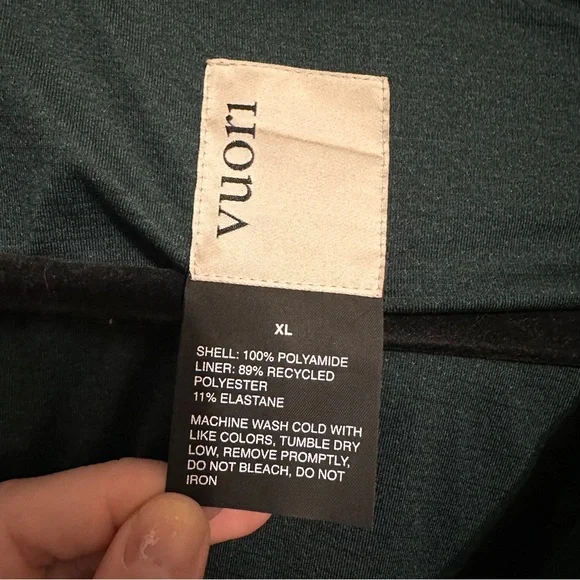 vuori
XL
SHELL: 100% POLYAMIDE
LINER: 89% RECYCLED
POLYESTER
11% ELASTANE
MACHINE WASH COLD WITH
LIKE COLORS, TUMBLE DRY
LOW, REMOVE PROMPTLY,
DO NOT BLEACH, DO NOT
IRON